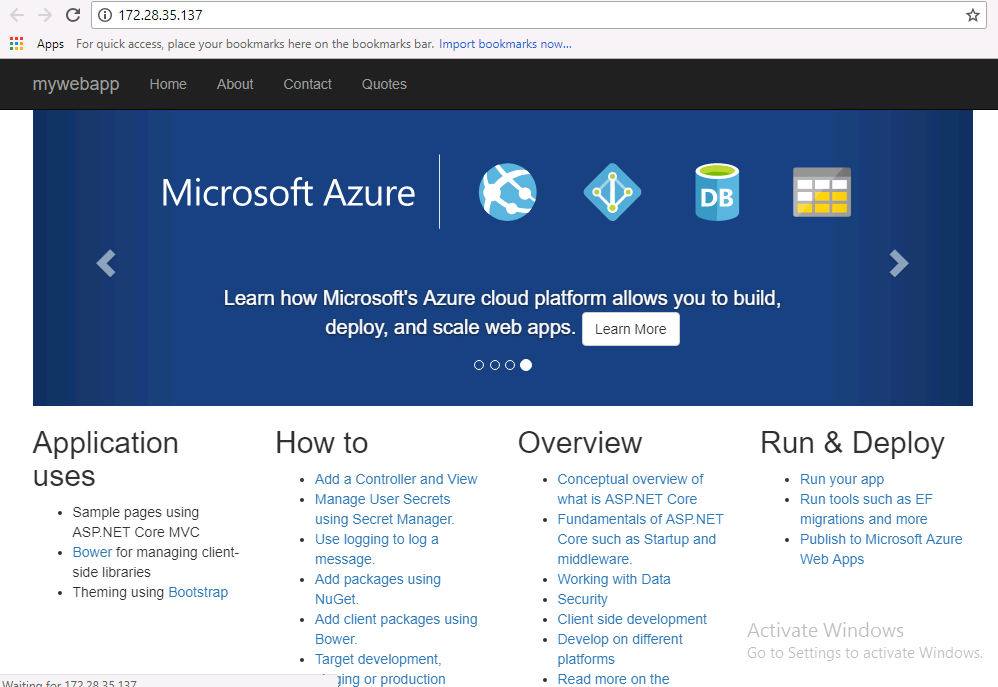 172.28.35.137
Apps For quick access, place your bookmarks here on the bookmarks bar. Import bookmarks now...
mywebapp Home About Contact Quotes
Microsoft Azure
DB
Learn how Microsoft's Azure cloud platform allows you to build,
deploy, and scale web apps. Learn More
Application
uses
Sample pages using
ASP.NET Core MVC
Bower for managing client-
side libraries
Theming using Bootstrap
How to
Add a Controller and View
Manage User Secrets
using Secret Manager.
Use logging to log a
message.
Add packages using
NuGet.
Add client packages using
Bower.
Target development,
ging or production
Overview
Conceptual overview of
what is ASP.NET Core
Fundamentals of ASP.NET
Core such as Startup and
middleware.
Working with Data
Security
Client side development
Develop on different
platforms
Read more on the
Run & Deploy
Run your app
Run tools such as EF
migrations and more
Publish to Microsoft Azure
Web Apps
Activate Windows
Go to Settings to activate Windows.
Waiting for 172.28.35.137